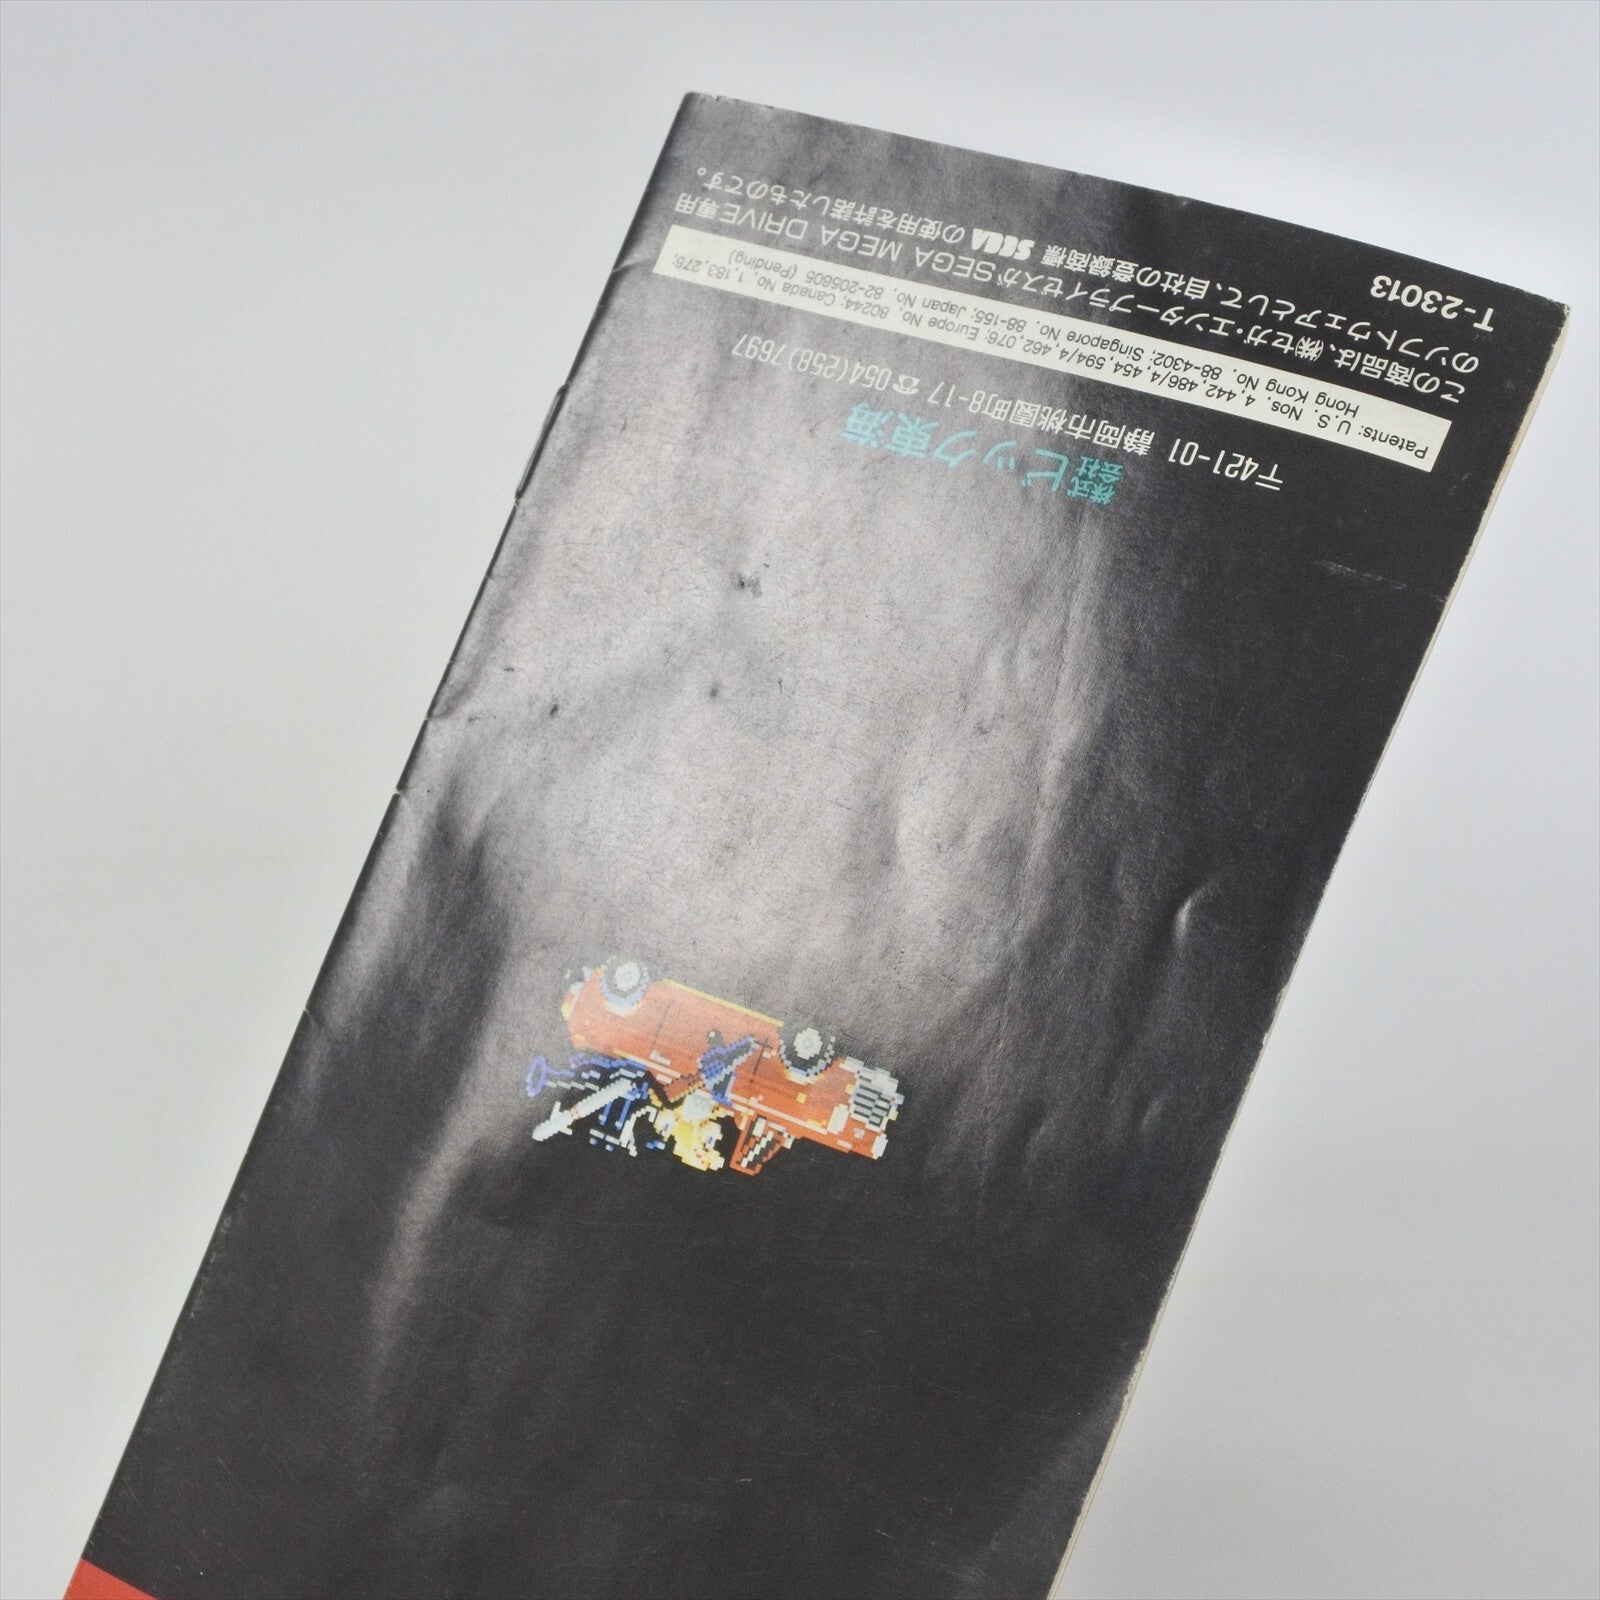 株式会社ビック東海
〒421-01 静岡市桃園町8-17 ☎054(258)7697
Patents: U.S. Nos. 4,442,486/4,454,594/4,462,076; Europe No. 80244; Canada No. 1,183,276;
Hong Kong No. 88-4302; Singapore No. 88-155; Japan No. 82-205605 (Pending)
この商品は、㈱セガ・エンタープライゼスがSEGA MEGA DRIVE専用
のソフトウェアとして、自社の登録商標 SEGA の使用を許諾したものです。
T-23013